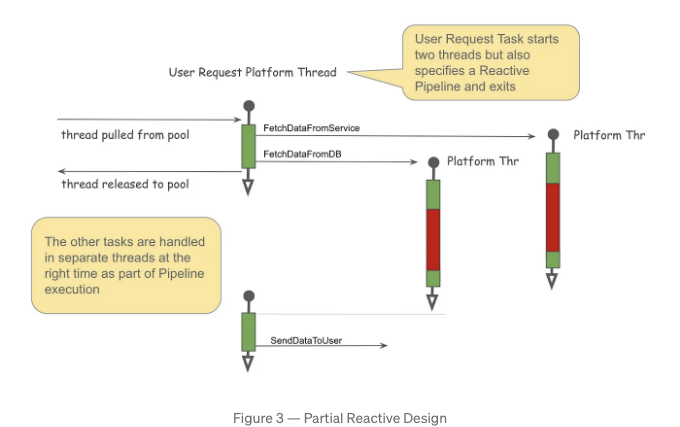 User Request Task starts
two threads but also
specifies a Reactive
Pipeline and exits
User Request Platform Thread
thread pulled from pool
FetchDataFromService
Platform Thr
FetchDataFromDB
Platform Thr
thread released to pool
The other tasks are handled
in separate threads at the
right time as part of Pipeline
execution
SendDataToUser
Figure 3 — Partial Reactive Design